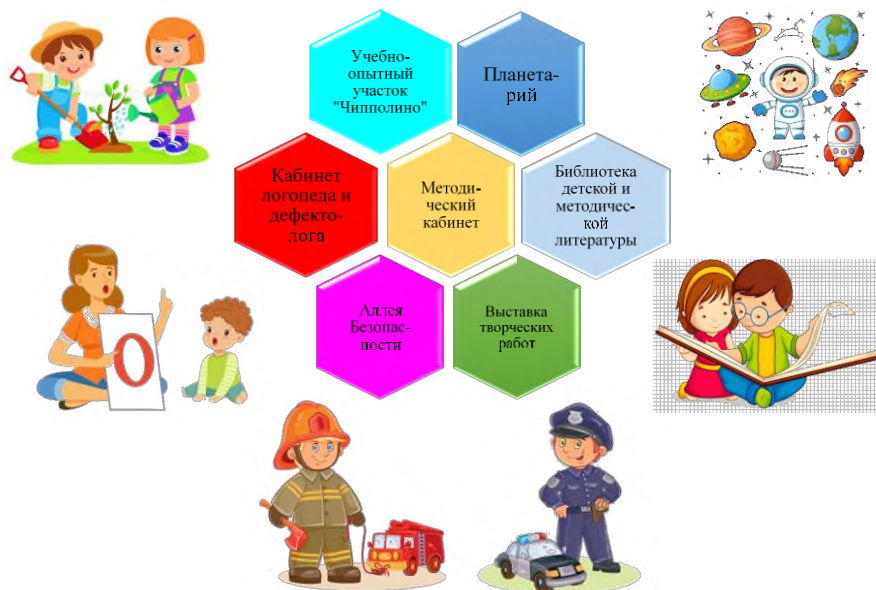 Учебно-
опытный
участок
"Чипполино"
Планета-
рий
Кабинет
логопеда и
дефекто-
лога
Методи-
ческий
кабинет
Библиотека
детской и
методичес-
кой
литературы
Аллея
Безопас-
ности
Выставка
творческих
работ
О